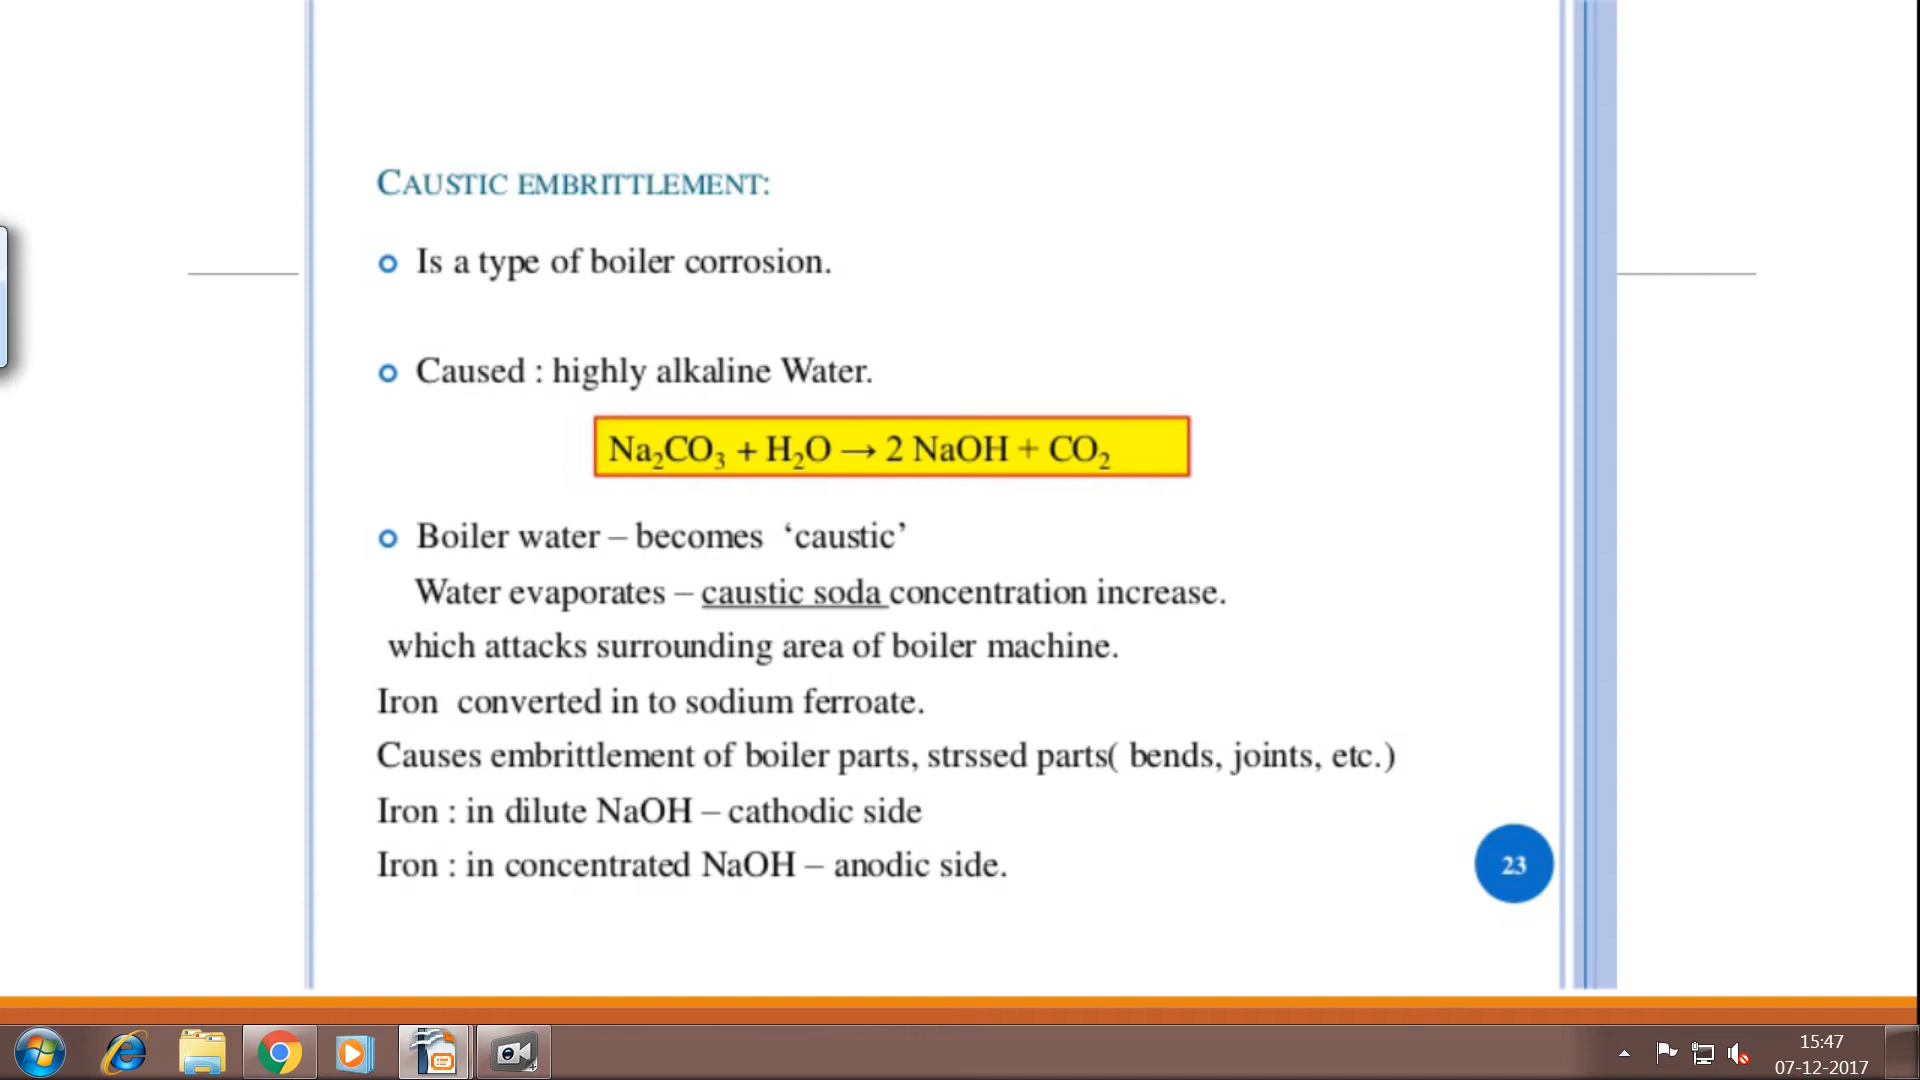 CAUSTIC EMBRITTLEMENT:
Is a type of boiler corrosion.
Caused : highly alkaline Water.
Na₂CO₃ + H₂O → 2 NaOH + CO₂
Boiler water – becomes ‘caustic’
Water evaporates – caustic soda concentration increase.
which attacks surrounding area of boiler machine.
Iron converted in to sodium ferroate.
Causes embrittlement of boiler parts, strssed parts( bends, joints, etc.)
Iron : in dilute NaOH – cathodic side
Iron : in concentrated NaOH – anodic side.
23
15:47
07-12-2017